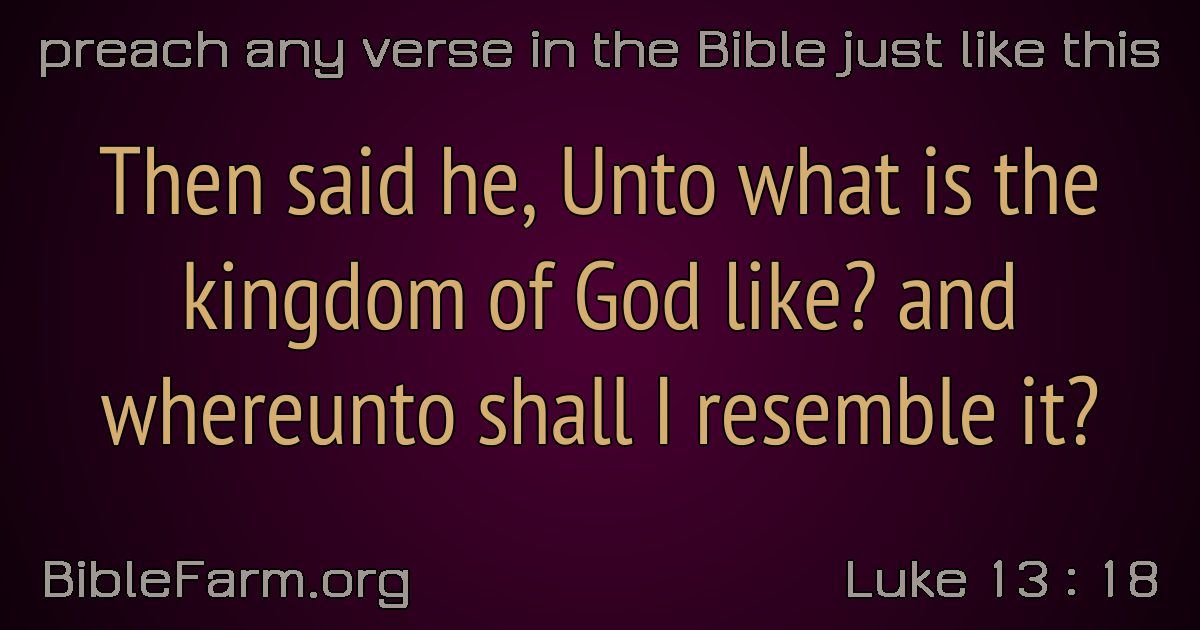 preach any verse in the Bible just like this
Then said he, Unto what is the
kingdom of God like? and
whereunto shall I resemble it?
BibleFarm.org
Luke 13 : 18